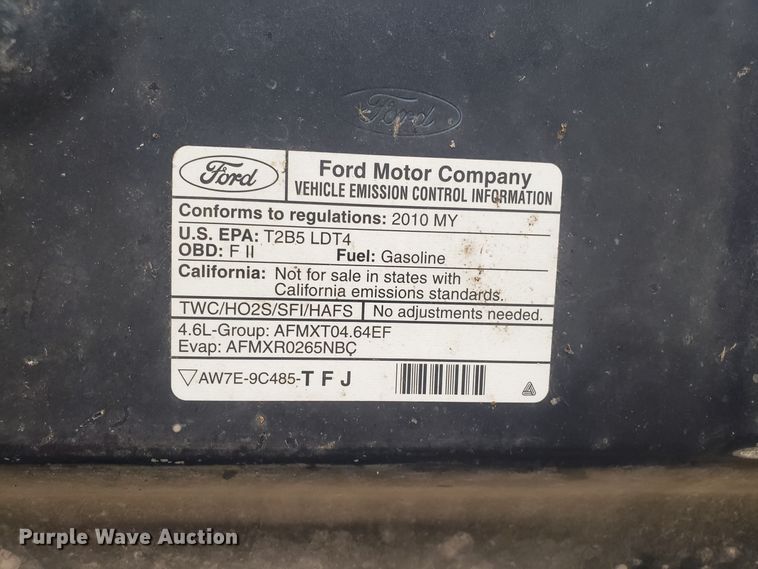 Ford
Ford
Ford Motor Company
VEHICLE EMISSION CONTROL INFORMATION
Conforms to regulations: 2010 MY
U.S. EPA: T2B5 LDT4
OBD: F II Fuel: Gasoline
California: Not for sale in states with
California emissions standards.
TWC/HO2S/SFI/HAFS No adjustments needed.
4.6L-Group: AFMXT04.64EF
Evap: AFMXR0265NBC
AW7E-9C485-T F J
Purple Wave Auction